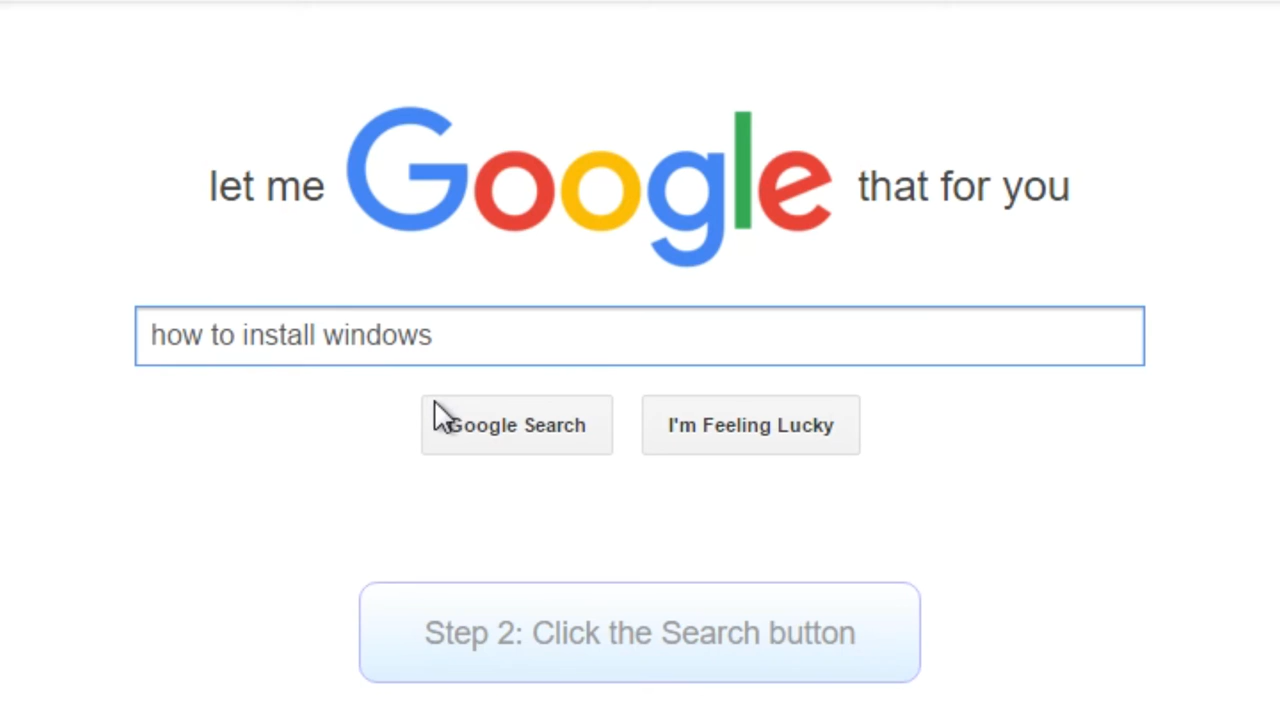 let me Google that for you
how to install windows
Google Search I'm Feeling Lucky
Step 2: Click the Search button